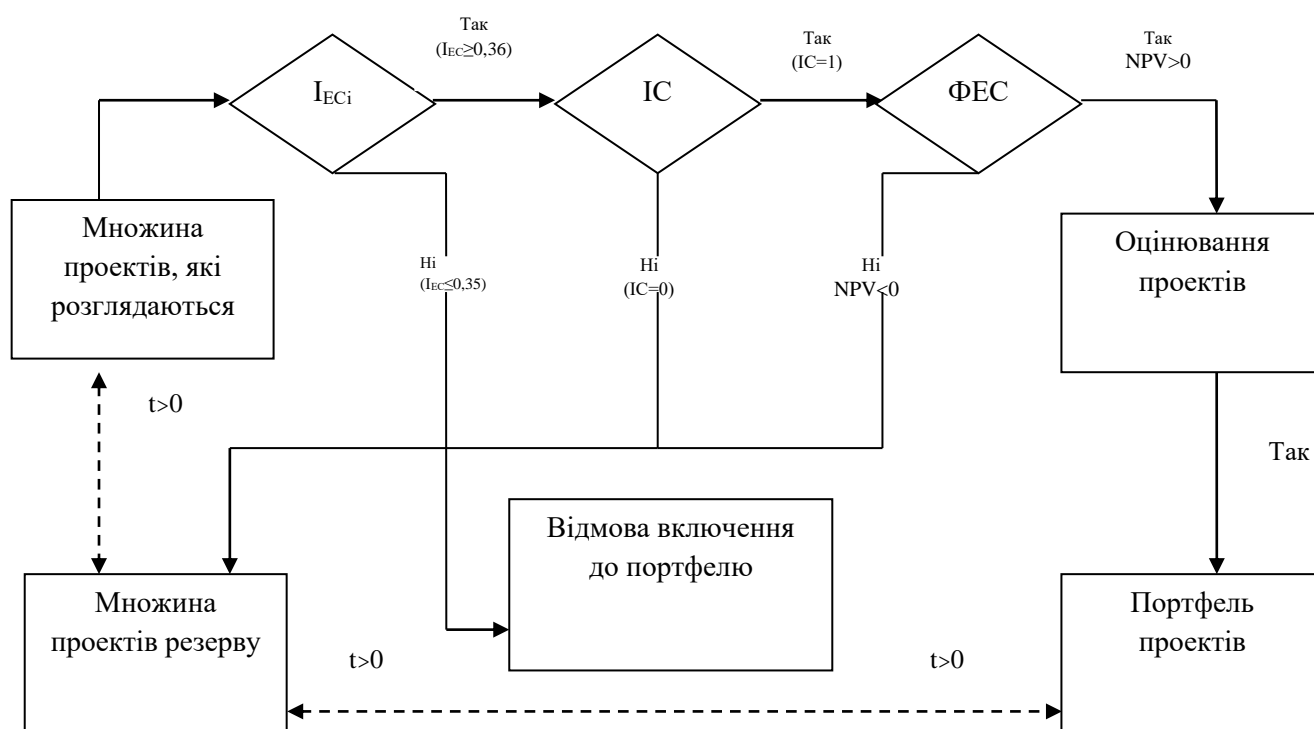 Так
(I_ECі≥0,36)
Так
(IC=1)
Так
NPV>0
I_ECi
IC
ФЕС
Множина
проектів, які
розглядаються
Оцінювання
проектів
Ні
(I_EC≤0,35)
Ні
(IC=0)
Ні
NPV<0
t>0
Так
Відмова включення
до портфелю
Множина
проектів резерву
Портфель
проектів
t>0
t>0